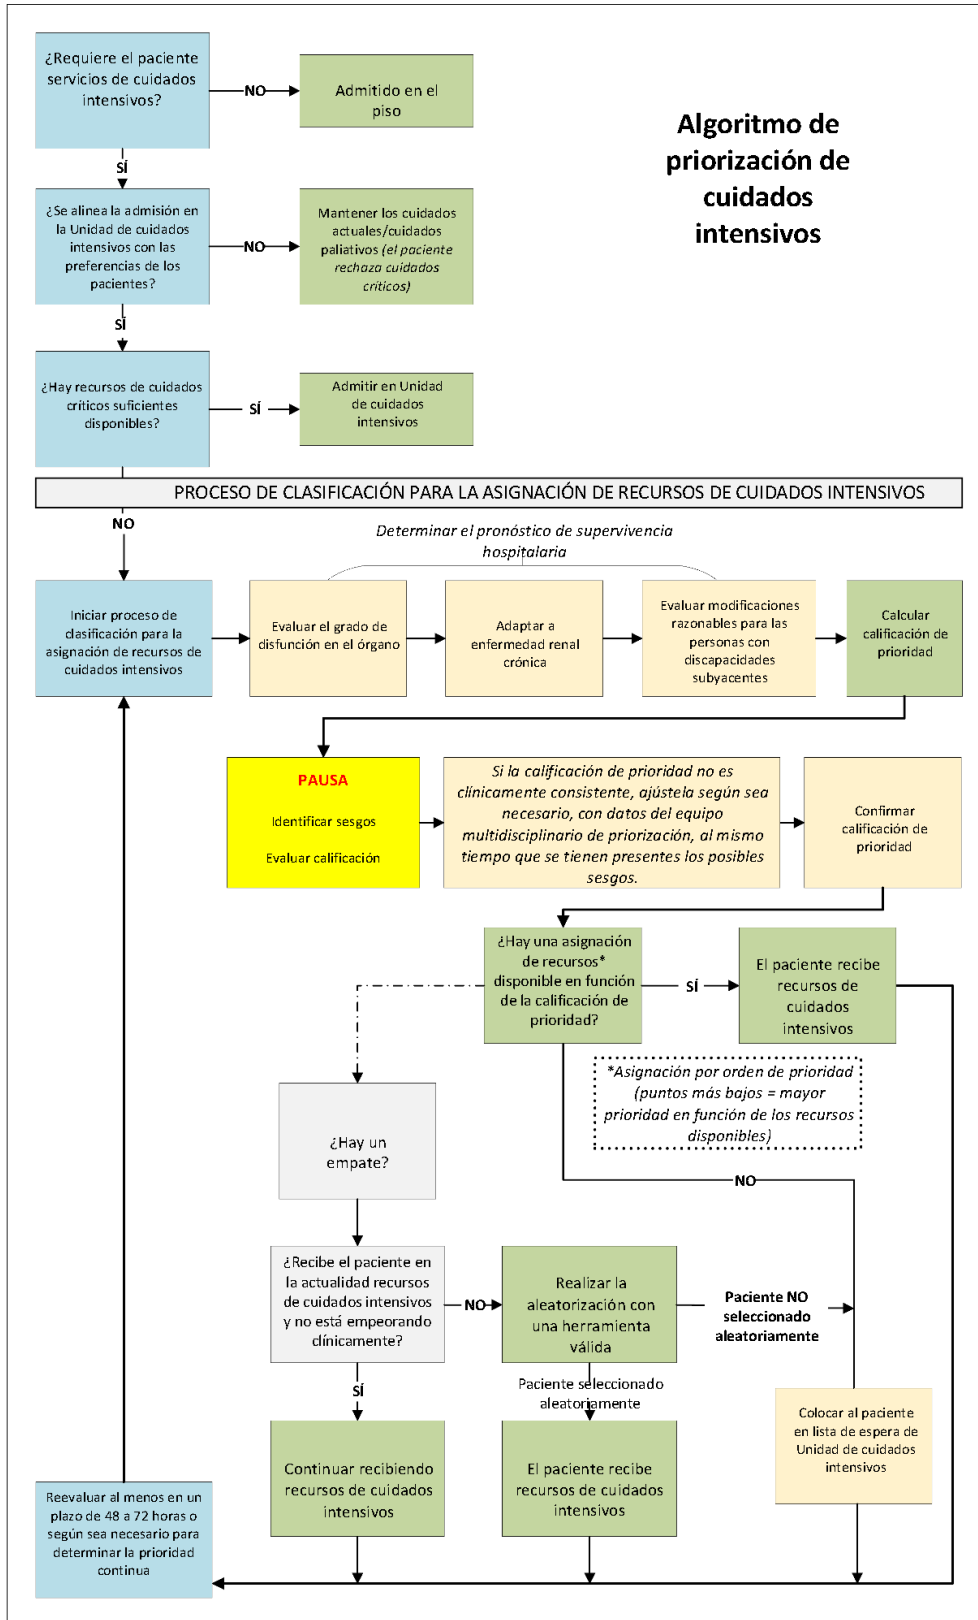 ¿Requiere el paciente
servicios de cuidados
intensivos?
NO
Admitido en el
piso
Algoritmo de
priorización de
cuidados
intensivos
SÍ
¿Se alinea la admisión en
la Unidad de cuidados
intensivos con las
preferencias de los
pacientes?
NO
Mantener los cuidados
actuales/cuidados
paliativos (el paciente
rechaza cuidados
críticos)
SÍ
¿Hay recursos de cuidados
críticos suficientes
disponibles?
SÍ
Admitir en Unidad
de cuidados
intensivos
PROCESO DE CLASIFICACIÓN PARA LA ASIGNACIÓN DE RECURSOS DE CUIDADOS INTENSIVOS
NO
Determinar el pronóstico de supervivencia
hospitalaria
Iniciar proceso de
clasificación para la
asignación de recursos de
cuidados intensivos
Evaluar el grado de
disfunción en el órgano
Adaptar a
enfermedad renal
crónica
Evaluar modificaciones
razonables para las
personas con
discapacidades
subyacentes
Calcular
calificación de
prioridad
PAUSA
Identificar sesgos
Evaluar calificación
Si la calificación de prioridad no es
clínicamente consistente, ajústela según sea
necesario, con datos del equipo
multidisciplinario de priorización, al mismo
tiempo que se tienen presentes los posibles
sesgos.
Confirmar
calificación de
prioridad
¿Hay una asignación
de recursos*
disponible en función
de la calificación de
prioridad?
SÍ
El paciente recibe
recursos de
cuidados
intensivos
*Asignación por orden de prioridad
(puntos más bajos = mayor
prioridad en función de los recursos
disponibles)
¿Hay un
empate?
NO
¿Recibe el paciente en
la actualidad recursos
de cuidados intensivos
y no está empeorando
clínicamente?
NO
Realizar la
aleatorización con
una herramienta
válida
Paciente NO
seleccionado
aleatoriamente
SÍ
Paciente seleccionado
aleatoriamente
Colocar al paciente
en lista de espera de
Unidad de cuidados
intensivos
Continuar recibiendo
recursos de cuidados
intensivos
El paciente recibe
recursos de cuidados
intensivos
Reevaluar al menos en un
plazo de 48 a 72 horas o
según sea necesario para
determinar la prioridad
continua